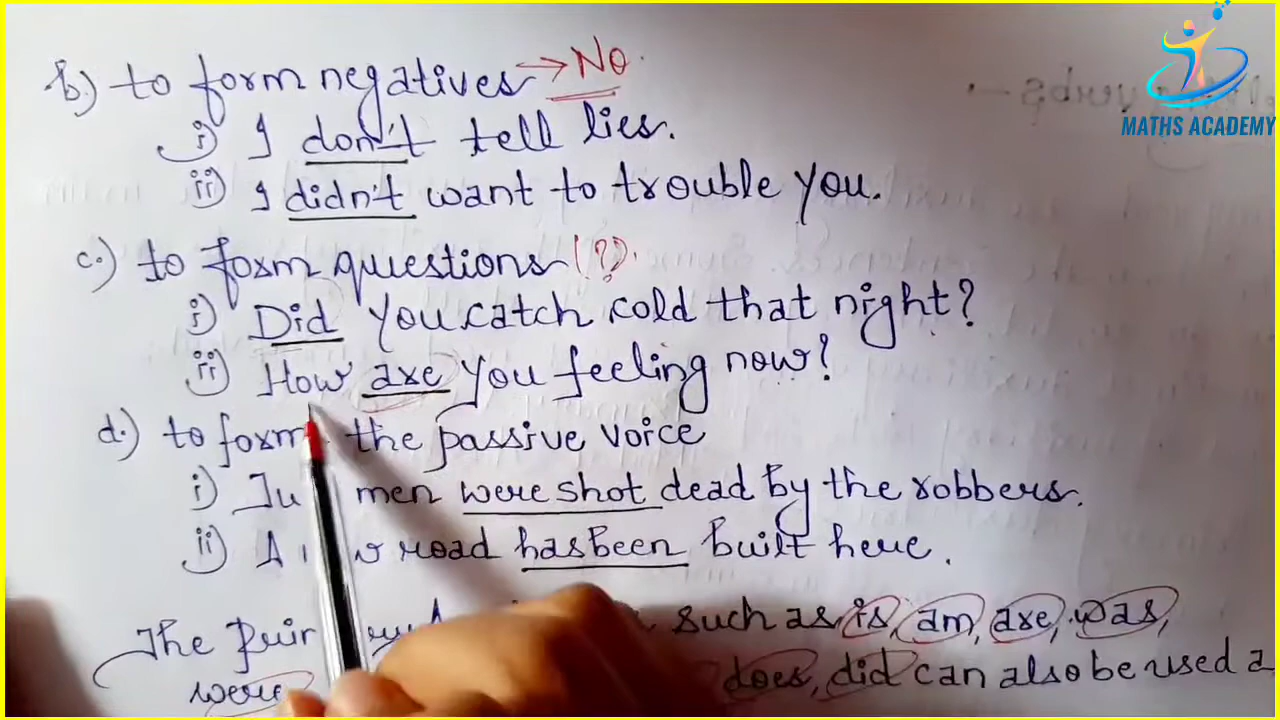 b.) to form negatives → No.
i) I don't tell lies.
ii) I didn't want to trouble you.
c.) to form questions (?).
i) Did you catch cold that night?
ii) How are you feeling now?
d.) to form the passive voice
i) men were shot dead by the robbers.
ii) A road has been built here.
The such as is, am, are, was,
were does, did can also be used a
MATHS ACADEMY